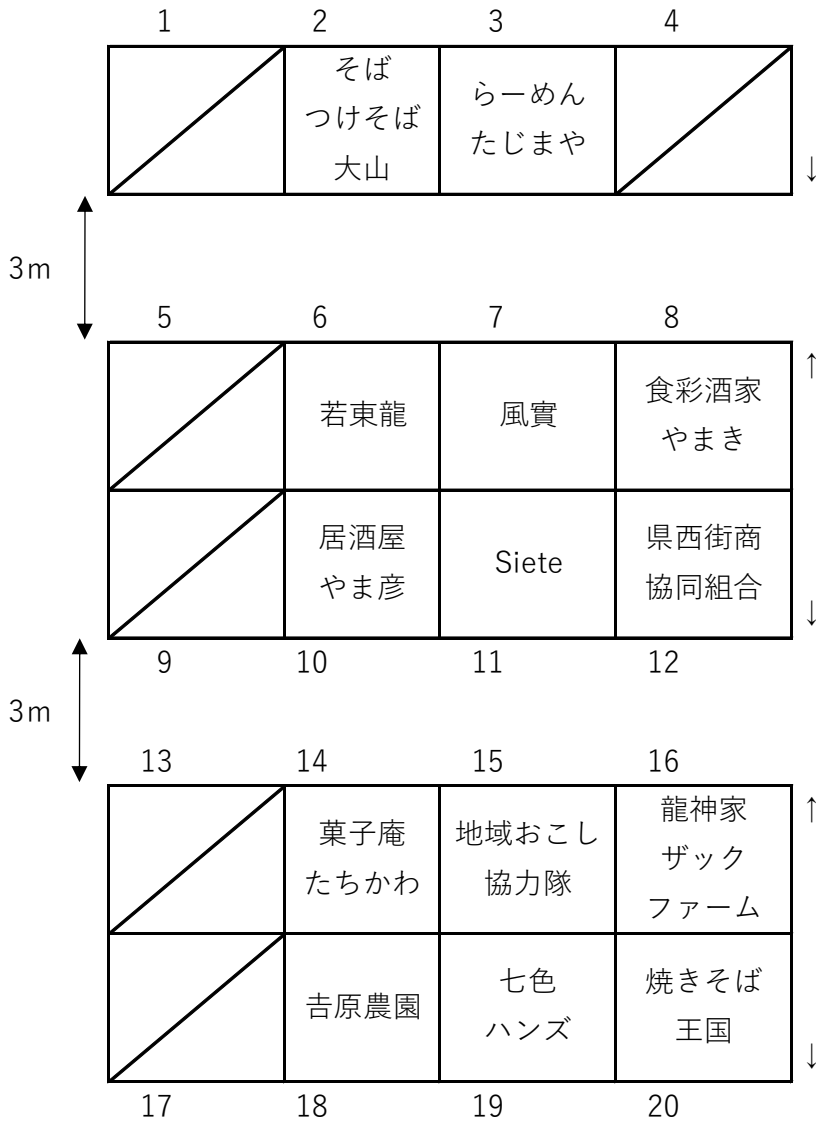 1 2 3 4
そば
つけそば
大山
らーめん
たじまや
↓
3m
5 6 7 8
若東龍
風實
食彩酒家
やまき
↑
居酒屋
やま彦
Siete
県西街商
協同組合
↓
9 10 11 12
3m
13 14 15 16
菓子庵
たちかわ
地域おこし
協力隊
龍神家
ザック
ファーム
↑
𠮷原農園
七色
ハンズ
焼きそば
王国
↓
17 18 19 20